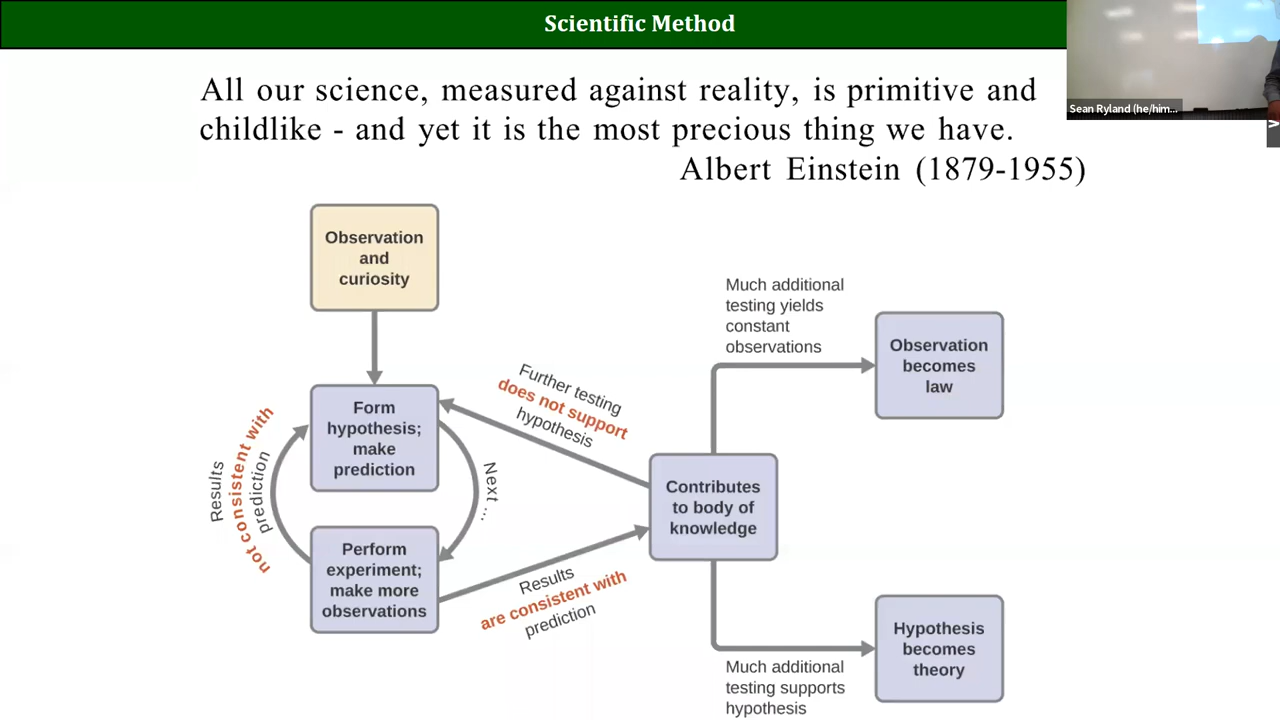 Scientific Method
Sean Ryland (he/him...
All our science, measured against reality, is primitive and
childlike - and yet it is the most precious thing we have.
Albert Einstein (1879-1955)
Observation
and
curiosity
Form
hypothesis;
make
prediction
Results
not consistent with
prediction
Next ...
Perform
experiment;
make more
observations
Further testing
does not support
hypothesis
Results
are consistent with
prediction
Contributes
to body of
knowledge
Much additional
testing yields
constant
observations
Observation
becomes
law
Much additional
testing supports
hypothesis
Hypothesis
becomes
theory